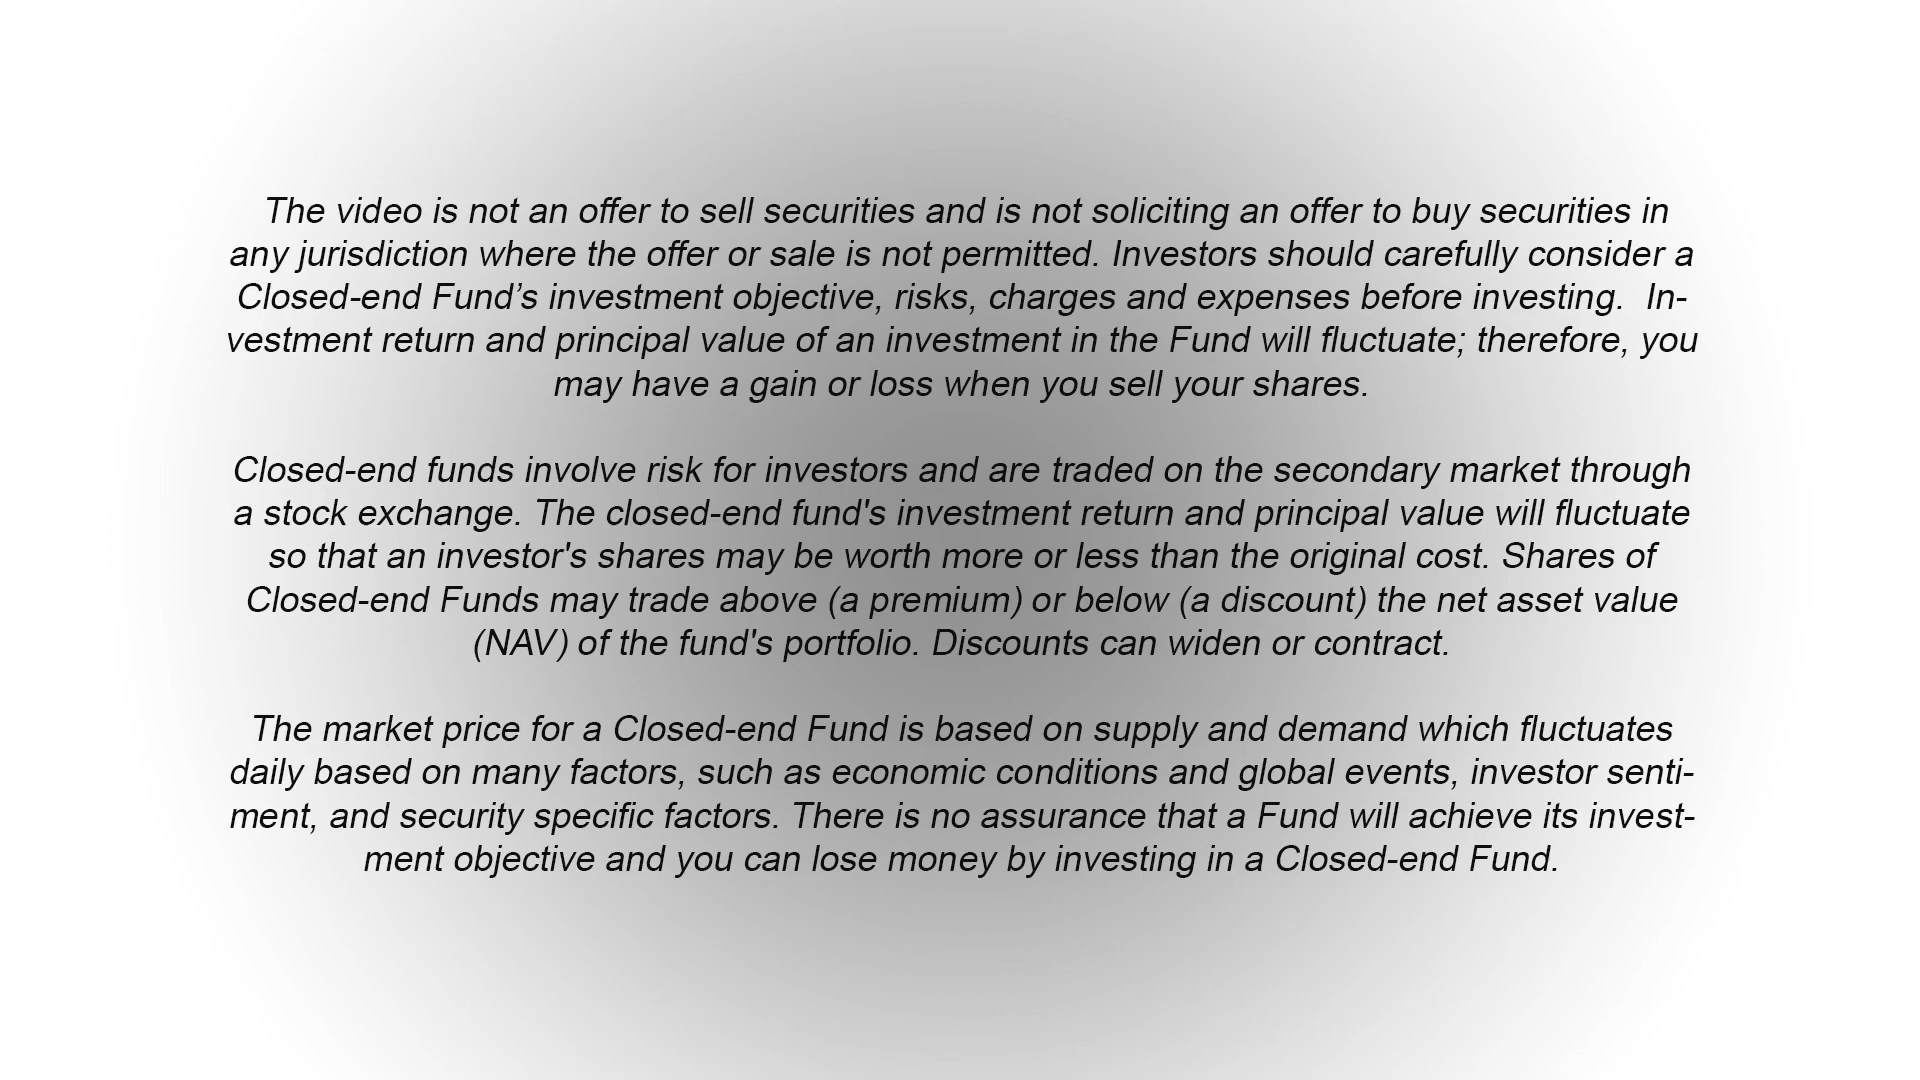 The video is not an offer to sell securities and is not soliciting an offer to buy securities in
any jurisdiction where the offer or sale is not permitted. Investors should carefully consider a
Closed-end Fund’s investment objective, risks, charges and expenses before investing.  In-
vestment return and principal value of an investment in the Fund will fluctuate; therefore, you
may have a gain or loss when you sell your shares.
Closed-end funds involve risk for investors and are traded on the secondary market through
a stock exchange. The closed-end fund's investment return and principal value will fluctuate
so that an investor's shares may be worth more or less than the original cost. Shares of
Closed-end Funds may trade above (a premium) or below (a discount) the net asset value
(NAV) of the fund's portfolio. Discounts can widen or contract.
The market price for a Closed-end Fund is based on supply and demand which fluctuates
daily based on many factors, such as economic conditions and global events, investor senti-
ment, and security specific factors. There is no assurance that a Fund will achieve its invest-
ment objective and you can lose money by investing in a Closed-end Fund.